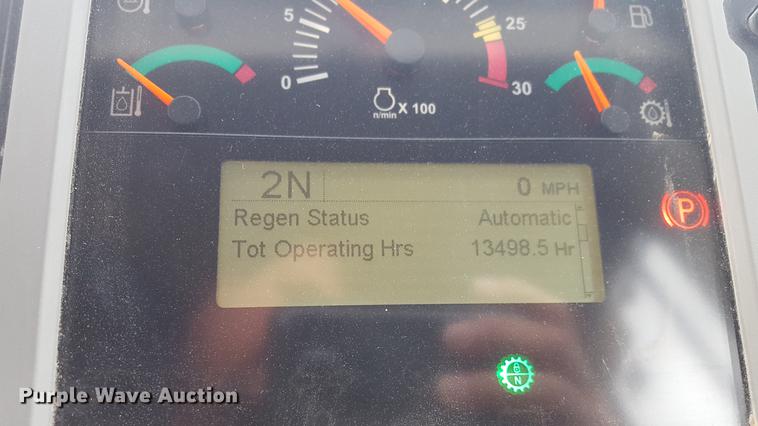 5
25
0
30
n/min X 100
2N 0 MPH
Regen Status Automatic
Tot Operating Hrs 13498.5 Hr
P
N
Purple Wave Auction